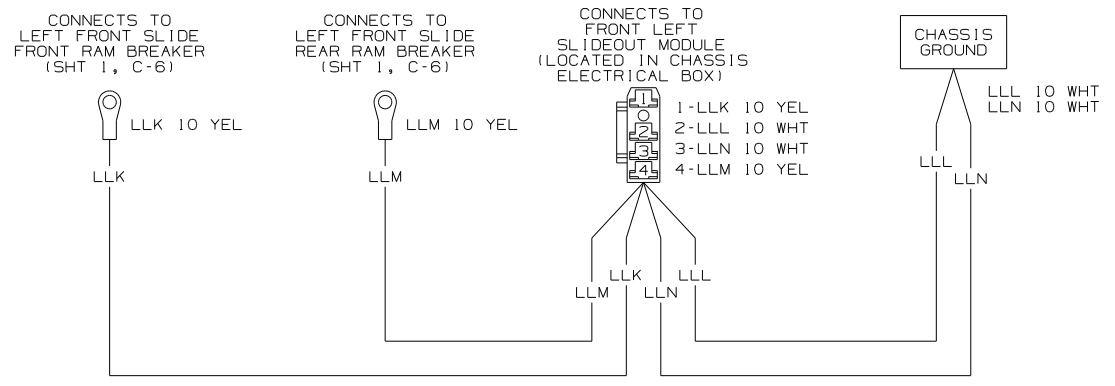 CONNECTS TO
LEFT FRONT SLIDE
FRONT RAM BREAKER
(SHT 1, C-6)
LLK 10 YEL
LLK
CONNECTS TO
LEFT FRONT SLIDE
REAR RAM BREAKER
(SHT 1, C-6)
LLM 10 YEL
LLM
CONNECTS TO
FRONT LEFT
SLIDEOUT MODULE
(LOCATED IN CHASSIS
ELECTRICAL BOX)
1
2
3
4
1-LLK 10 YEL
2-LLL 10 WHT
3-LLN 10 WHT
4-LLM 10 YEL
LLM
LLK
LLN
LLL
CHASSIS
GROUND
LLL 10 WHT
LLN 10 WHT
LLL
LLN